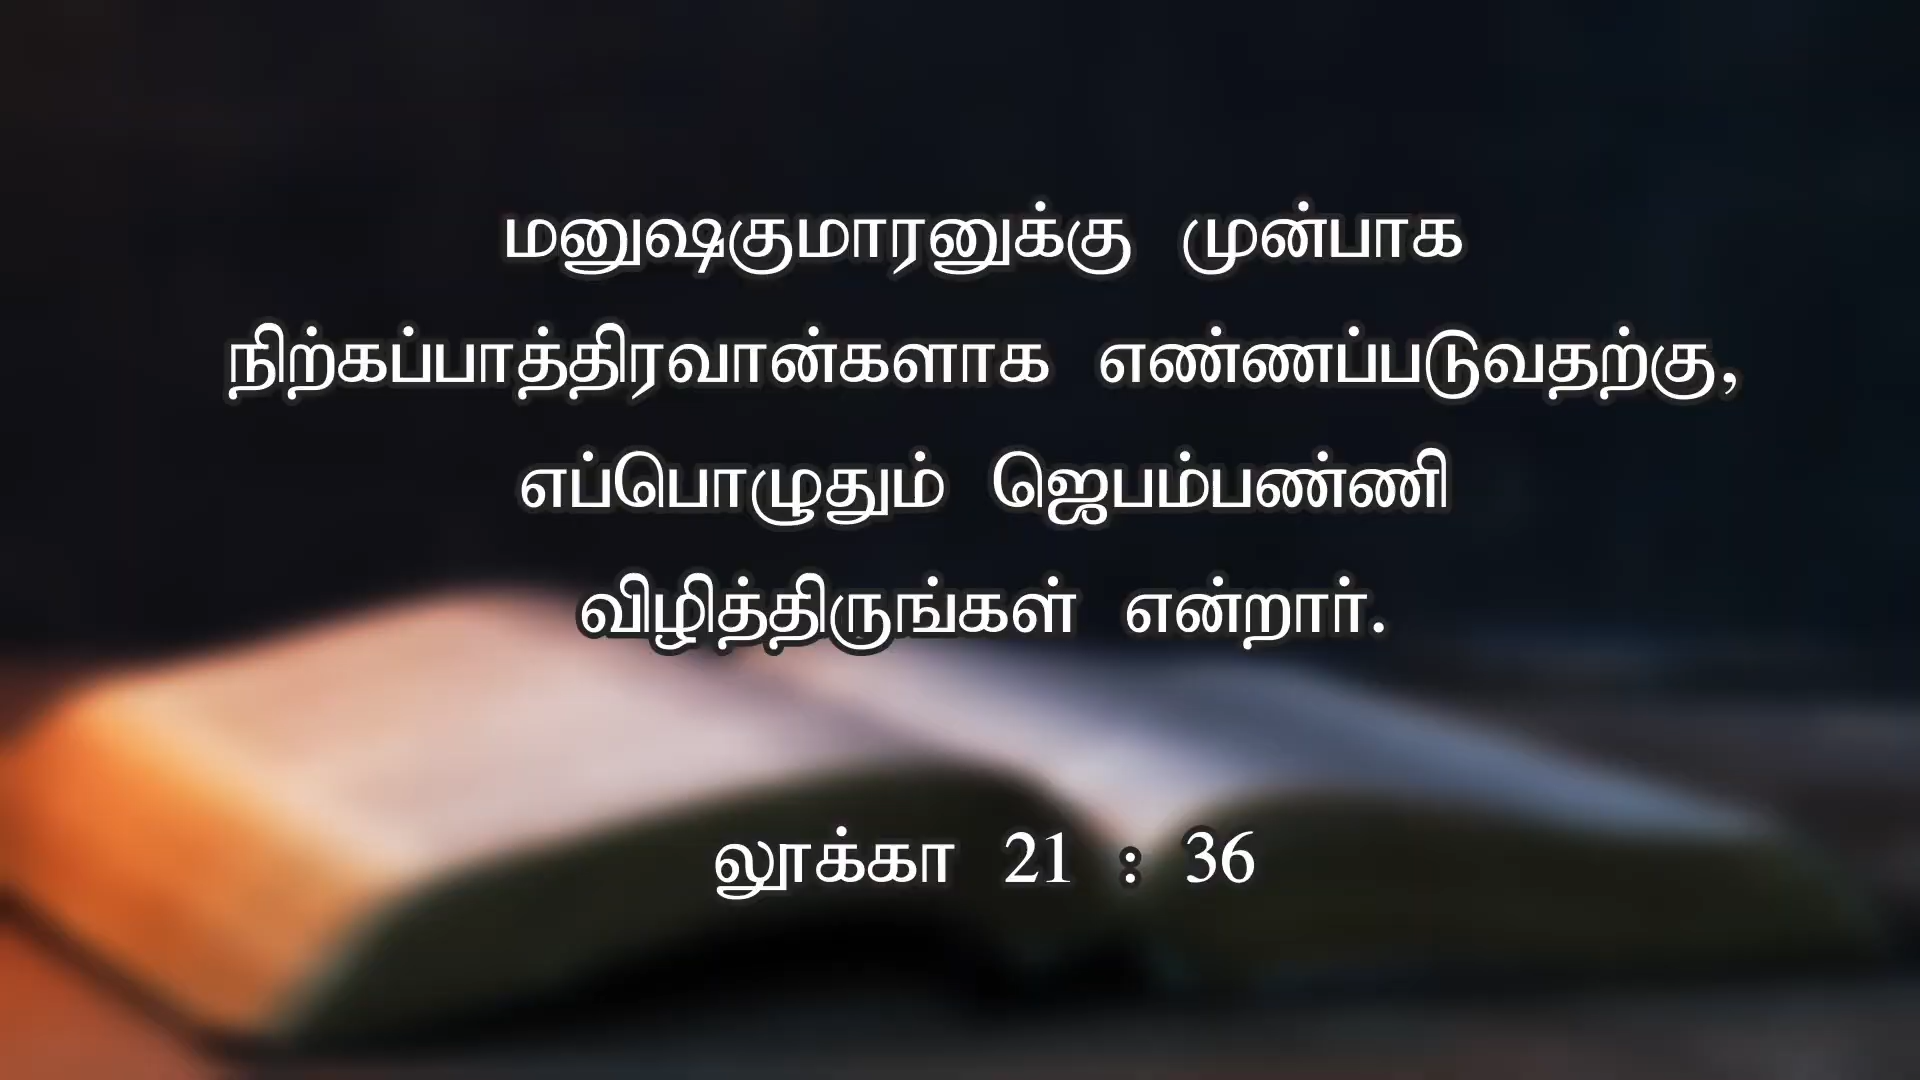 மனுஷகுமாரனுக்கு முன்பாக
நிற்கப்பாத்திரவான்களாக எண்ணப்படுவதற்கு,
எப்பொழுதும் ஜெபம்பண்ணி
விழித்திருங்கள் என்றார்.
லூக்கா 21 : 36